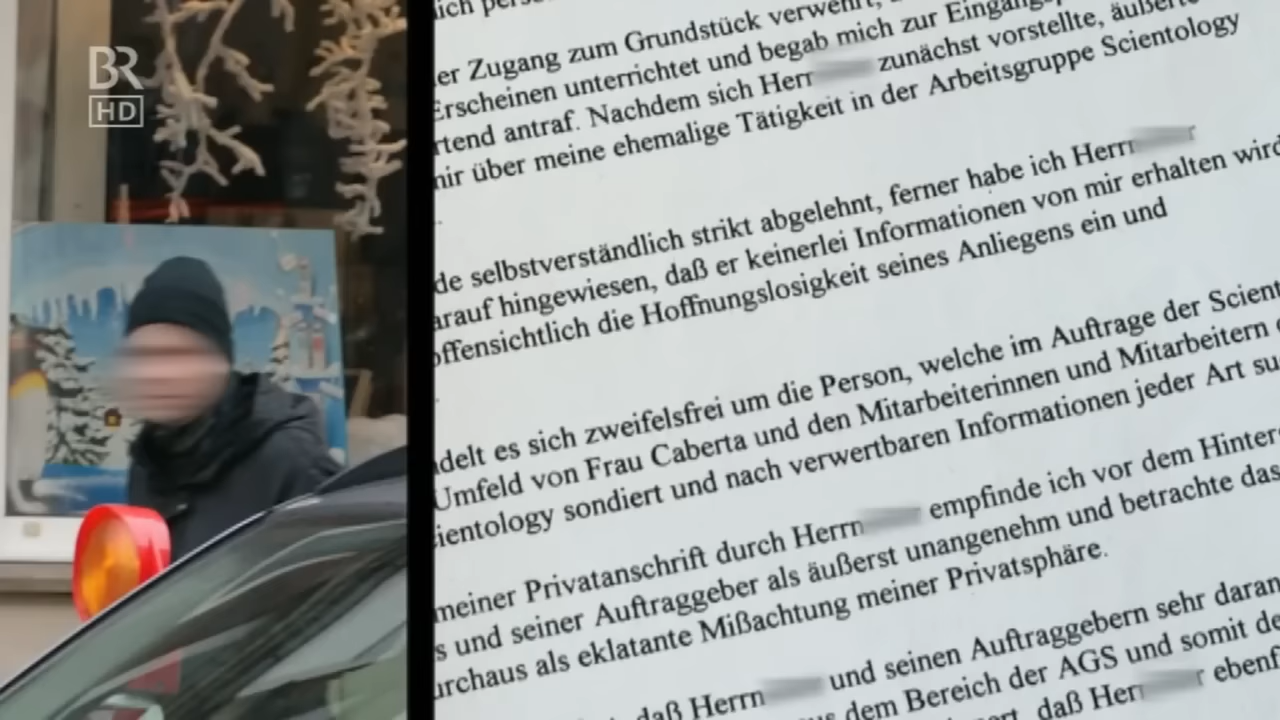 BR
HD
ich
er Zugang zum Grundstück verwehrt,
Erscheinen unterrichtet und begab mich zur
rtend antraf. Nachdem sich Herr zunächst vorstellte,
mir über meine ehemalige Tätigkeit in der Arbeitsgruppe Scientology
de selbstverständlich strikt abgelehnt, ferner habe ich Herrn
arauf hingewiesen, daß er keinerlei Informationen von mir erhalten wird
offensichtlich die Hoffnungslosigkeit seines Anliegens ein und
delt es sich zweifelsfrei um die Person, welche im Auftrage der Scient
Umfeld von Frau Caberta und den Mitarbeiterinnen und Mitarbeitern
cientology sondiert und nach verwertbaren Informationen jeder Art su
meiner Privatanschrift durch Herrn empfinde ich vor dem Hinter
s und seiner Auftraggeber als äußerst unangenehm und betrachte das
urchaus als eklatante Mißachtung meiner Privatsphäre.
daß Herrn und seinen Auftraggebern sehr daran
dem Bereich der AGS und somit de
daß Herr ebenf